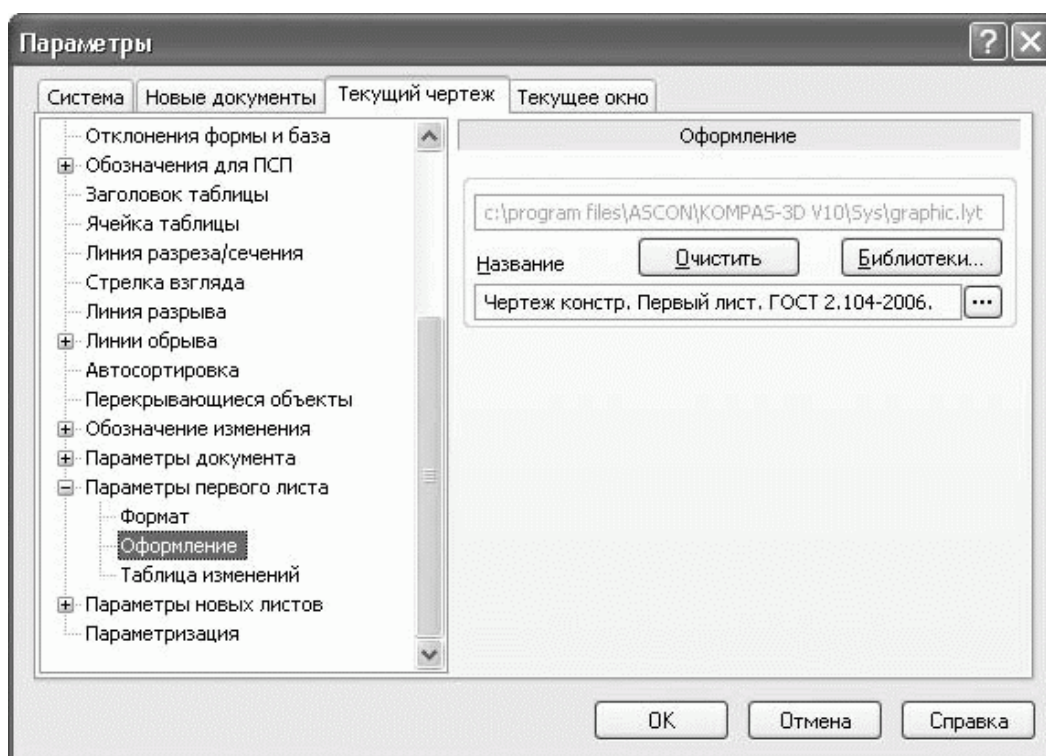 Параметры
Система Новые документы Текущий чертеж Текущее окно
Отклонения формы и база
Обозначения для ПСП
Заголовок таблицы
Ячейка таблицы
Линия разреза/сечения
Стрелка взгляда
Линия разрыва
Линии обрыва
Автосортировка
Перекрывающиеся объекты
Обозначение изменения
Параметры документа
Параметры первого листа
Формат
Оформление
Таблица изменений
Параметры новых листов
Параметризация
Оформление
c:\program files\ASCON\KOMPAS-3D V10\Sys\graphic.lyt
Название Очистить Библиотеки...
Чертеж констр. Первый лист. ГОСТ 2.104-2006. ...
OK Отмена Справка